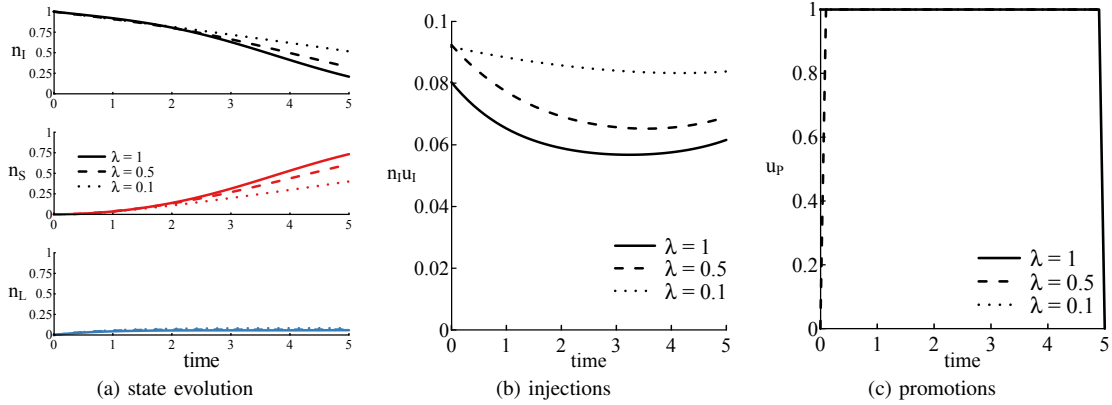 1
0.75
n_I 0.5
0.25
0
0 1 2 3 4 5
1
0.75
n_S 0.5
0.25
0
λ = 1
λ = 0.5
λ = 0.1
0 1 2 3 4 5
1
0.75
n_L 0.5
0.25
0
0 1 2 3 4 5
time
(a) state evolution
0.1
0.08
0.06
n_Iu_I
0.04
0.02
0
λ = 1
λ = 0.5
λ = 0.1
0 1 2 3 4 5
time
(b) injections
1
0.8
0.6
u_P
0.4
0.2
0
λ = 1
λ = 0.5
λ = 0.1
0 1 2 3 4 5
time
(c) promotions